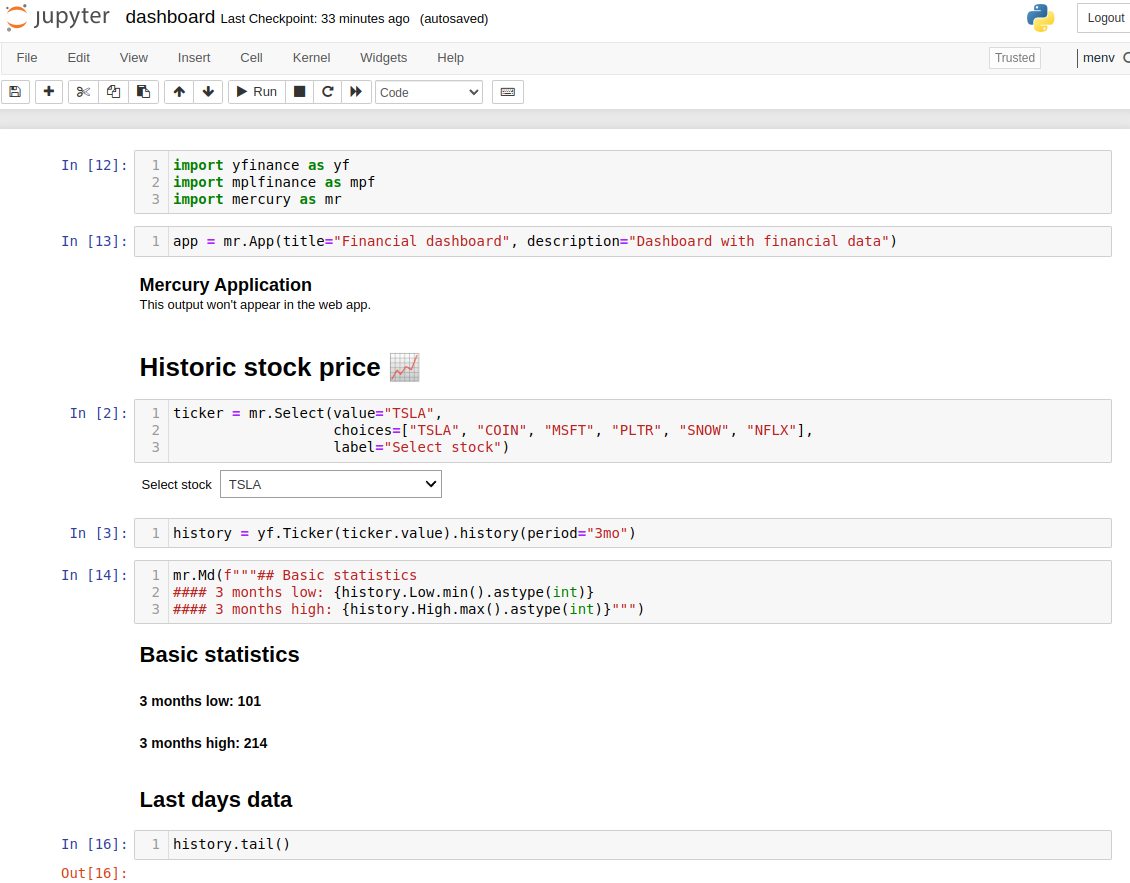 jupyter dashboard Last Checkpoint: 33 minutes ago (autosaved) Logout
File Edit View Insert Cell Kernel Widgets Help Trusted menv
Run Code
In [12]: 1 import yfinance as yf
2 import mplfinance as mpf
3 import mercury as mr
In [13]: 1 app = mr.App(title="Financial dashboard", description="Dashboard with financial data")
Mercury Application
This output won't appear in the web app.
Historic stock price 📈
In [2]: 1 ticker = mr.Select(value="TSLA",
2 choices=["TSLA", "COIN", "MSFT", "PLTR", "SNOW", "NFLX"],
3 label="Select stock")
Select stock TSLA
In [3]: 1 history = yf.Ticker(ticker.value).history(period="3mo")
In [14]: 1 mr.Md(f"""## Basic statistics
2 #### 3 months low: {history.Low.min().astype(int)}
3 #### 3 months high: {history.High.max().astype(int)}""")
Basic statistics
3 months low: 101
3 months high: 214
Last days data
In [16]: 1 history.tail()
Out[16]: